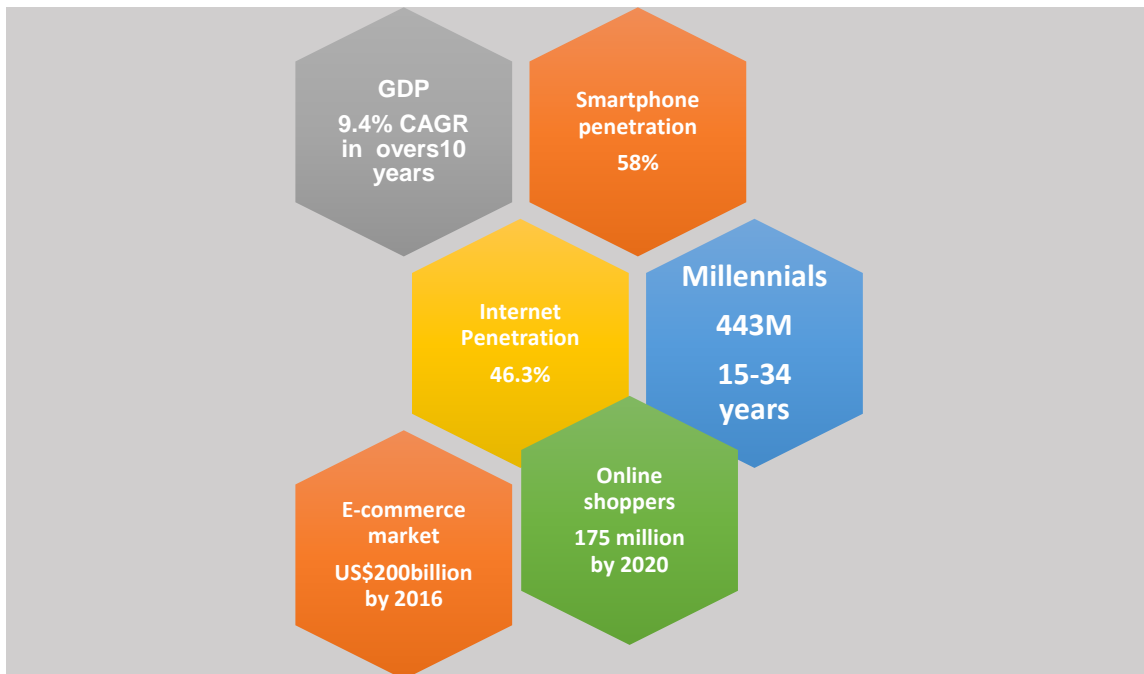 GDP
9.4% CAGR
in overs10
years
Smartphone
penetration
58%
Internet
Penetration
46.3%
Millennials
443M
15-34
years
E-commerce
market
US$200billion
by 2016
Online
shoppers
175 million
by 2020